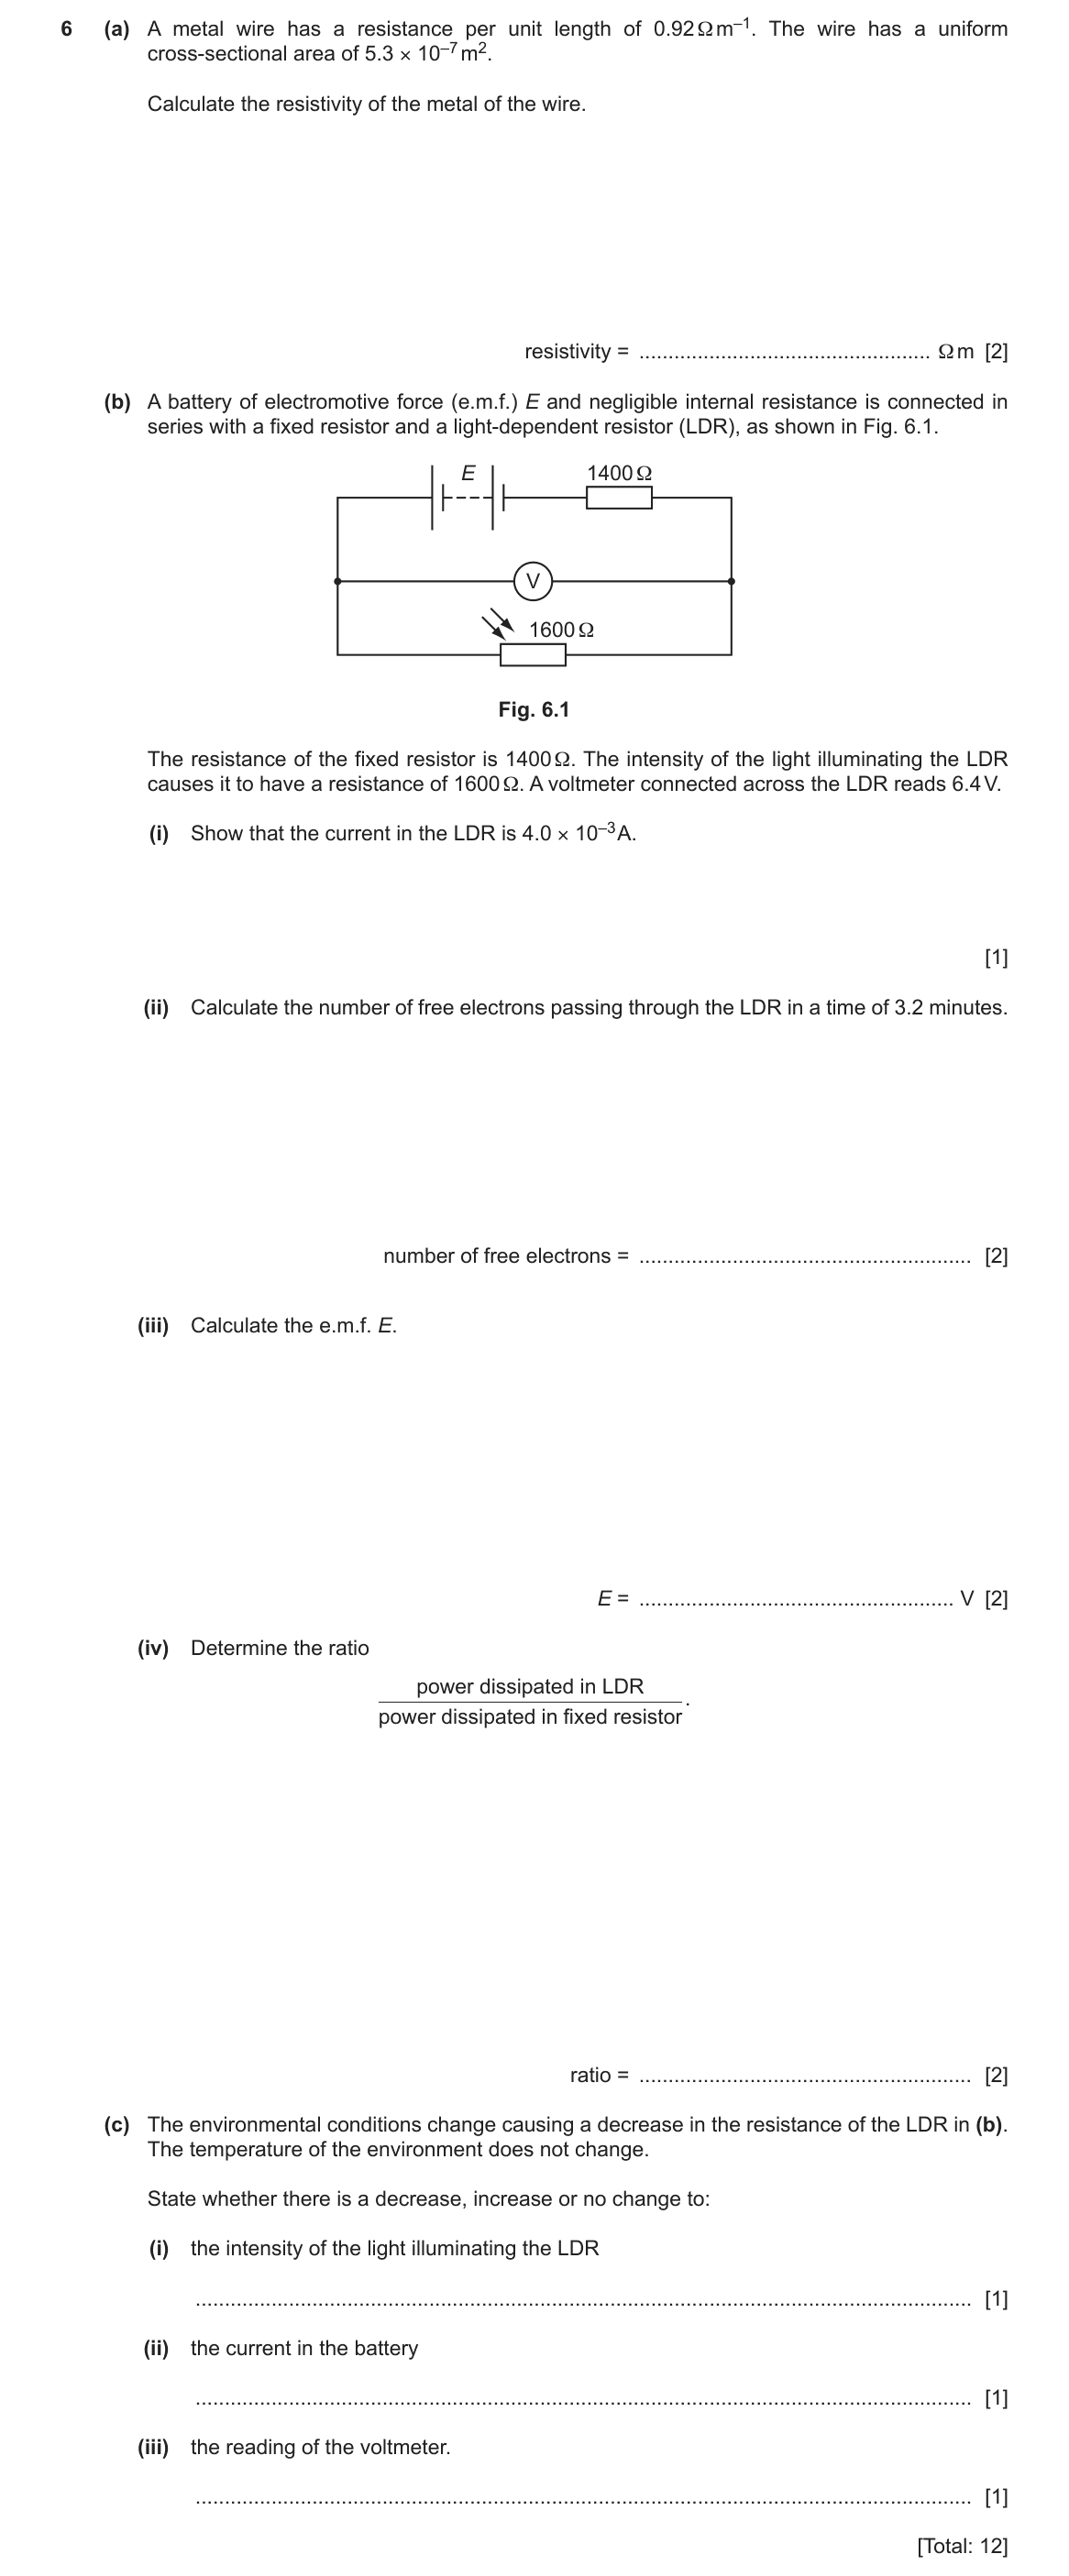 6 (a) A metal wire has a resistance per unit length of 0.92 Ω m⁻¹. The wire has a uniform
cross-sectional area of 5.3 × 10⁻⁷ m².
Calculate the resistivity of the metal of the wire.
resistivity = .................................................. Ω m [2]
(b) A battery of electromotive force (e.m.f.) E and negligible internal resistance is connected in
series with a fixed resistor and a light-dependent resistor (LDR), as shown in Fig. 6.1.
E 1400 Ω
V
1600 Ω
Fig. 6.1
The resistance of the fixed resistor is 1400 Ω. The intensity of the light illuminating the LDR
causes it to have a resistance of 1600 Ω. A voltmeter connected across the LDR reads 6.4 V.
(i) Show that the current in the LDR is 4.0 × 10⁻³ A.
[1]
(ii) Calculate the number of free electrons passing through the LDR in a time of 3.2 minutes.
number of free electrons = ......................................................... [2]
(iii) Calculate the e.m.f. E.
E = ...................................................... V [2]
(iv) Determine the ratio
power dissipated in LDR
power dissipated in fixed resistor .
ratio = ......................................................... [2]
(c) The environmental conditions change causing a decrease in the resistance of the LDR in (b).
The temperature of the environment does not change.
State whether there is a decrease, increase or no change to:
(i) the intensity of the light illuminating the LDR
..................................................................................................................................... [1]
(ii) the current in the battery
..................................................................................................................................... [1]
(iii) the reading of the voltmeter.
..................................................................................................................................... [1]
[Total: 12]